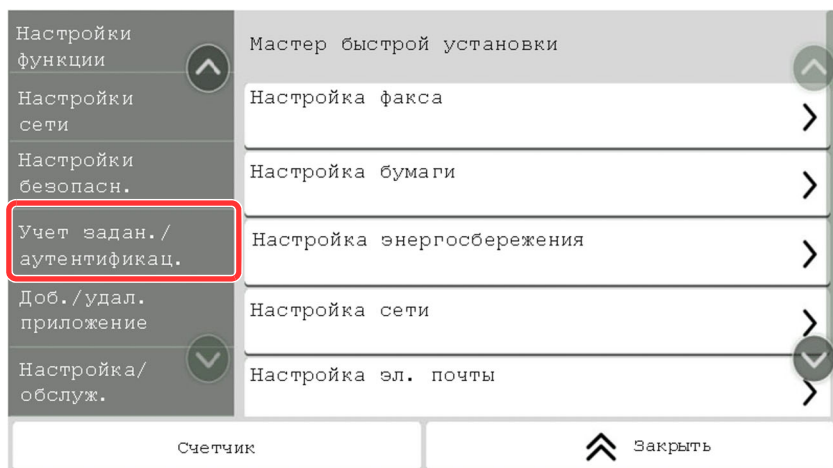 Настройки
функции
Настройки
сети
Настройки
безопасн.
Учет задан./
аутентификац.
Доб./удал.
приложение
Настройка/
обслуж.
Мастер быстрой установки
Настройка факса
Настройка бумаги
Настройка энергосбережения
Настройка сети
Настройка эл. почты
Счетчик
Закрыть